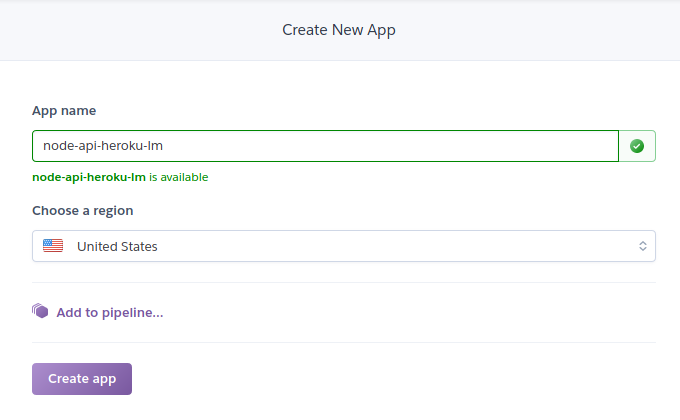 Create New App
App name
node-api-heroku-lm
node-api-heroku-lm is available
Choose a region
United States
Add to pipeline...
Create app